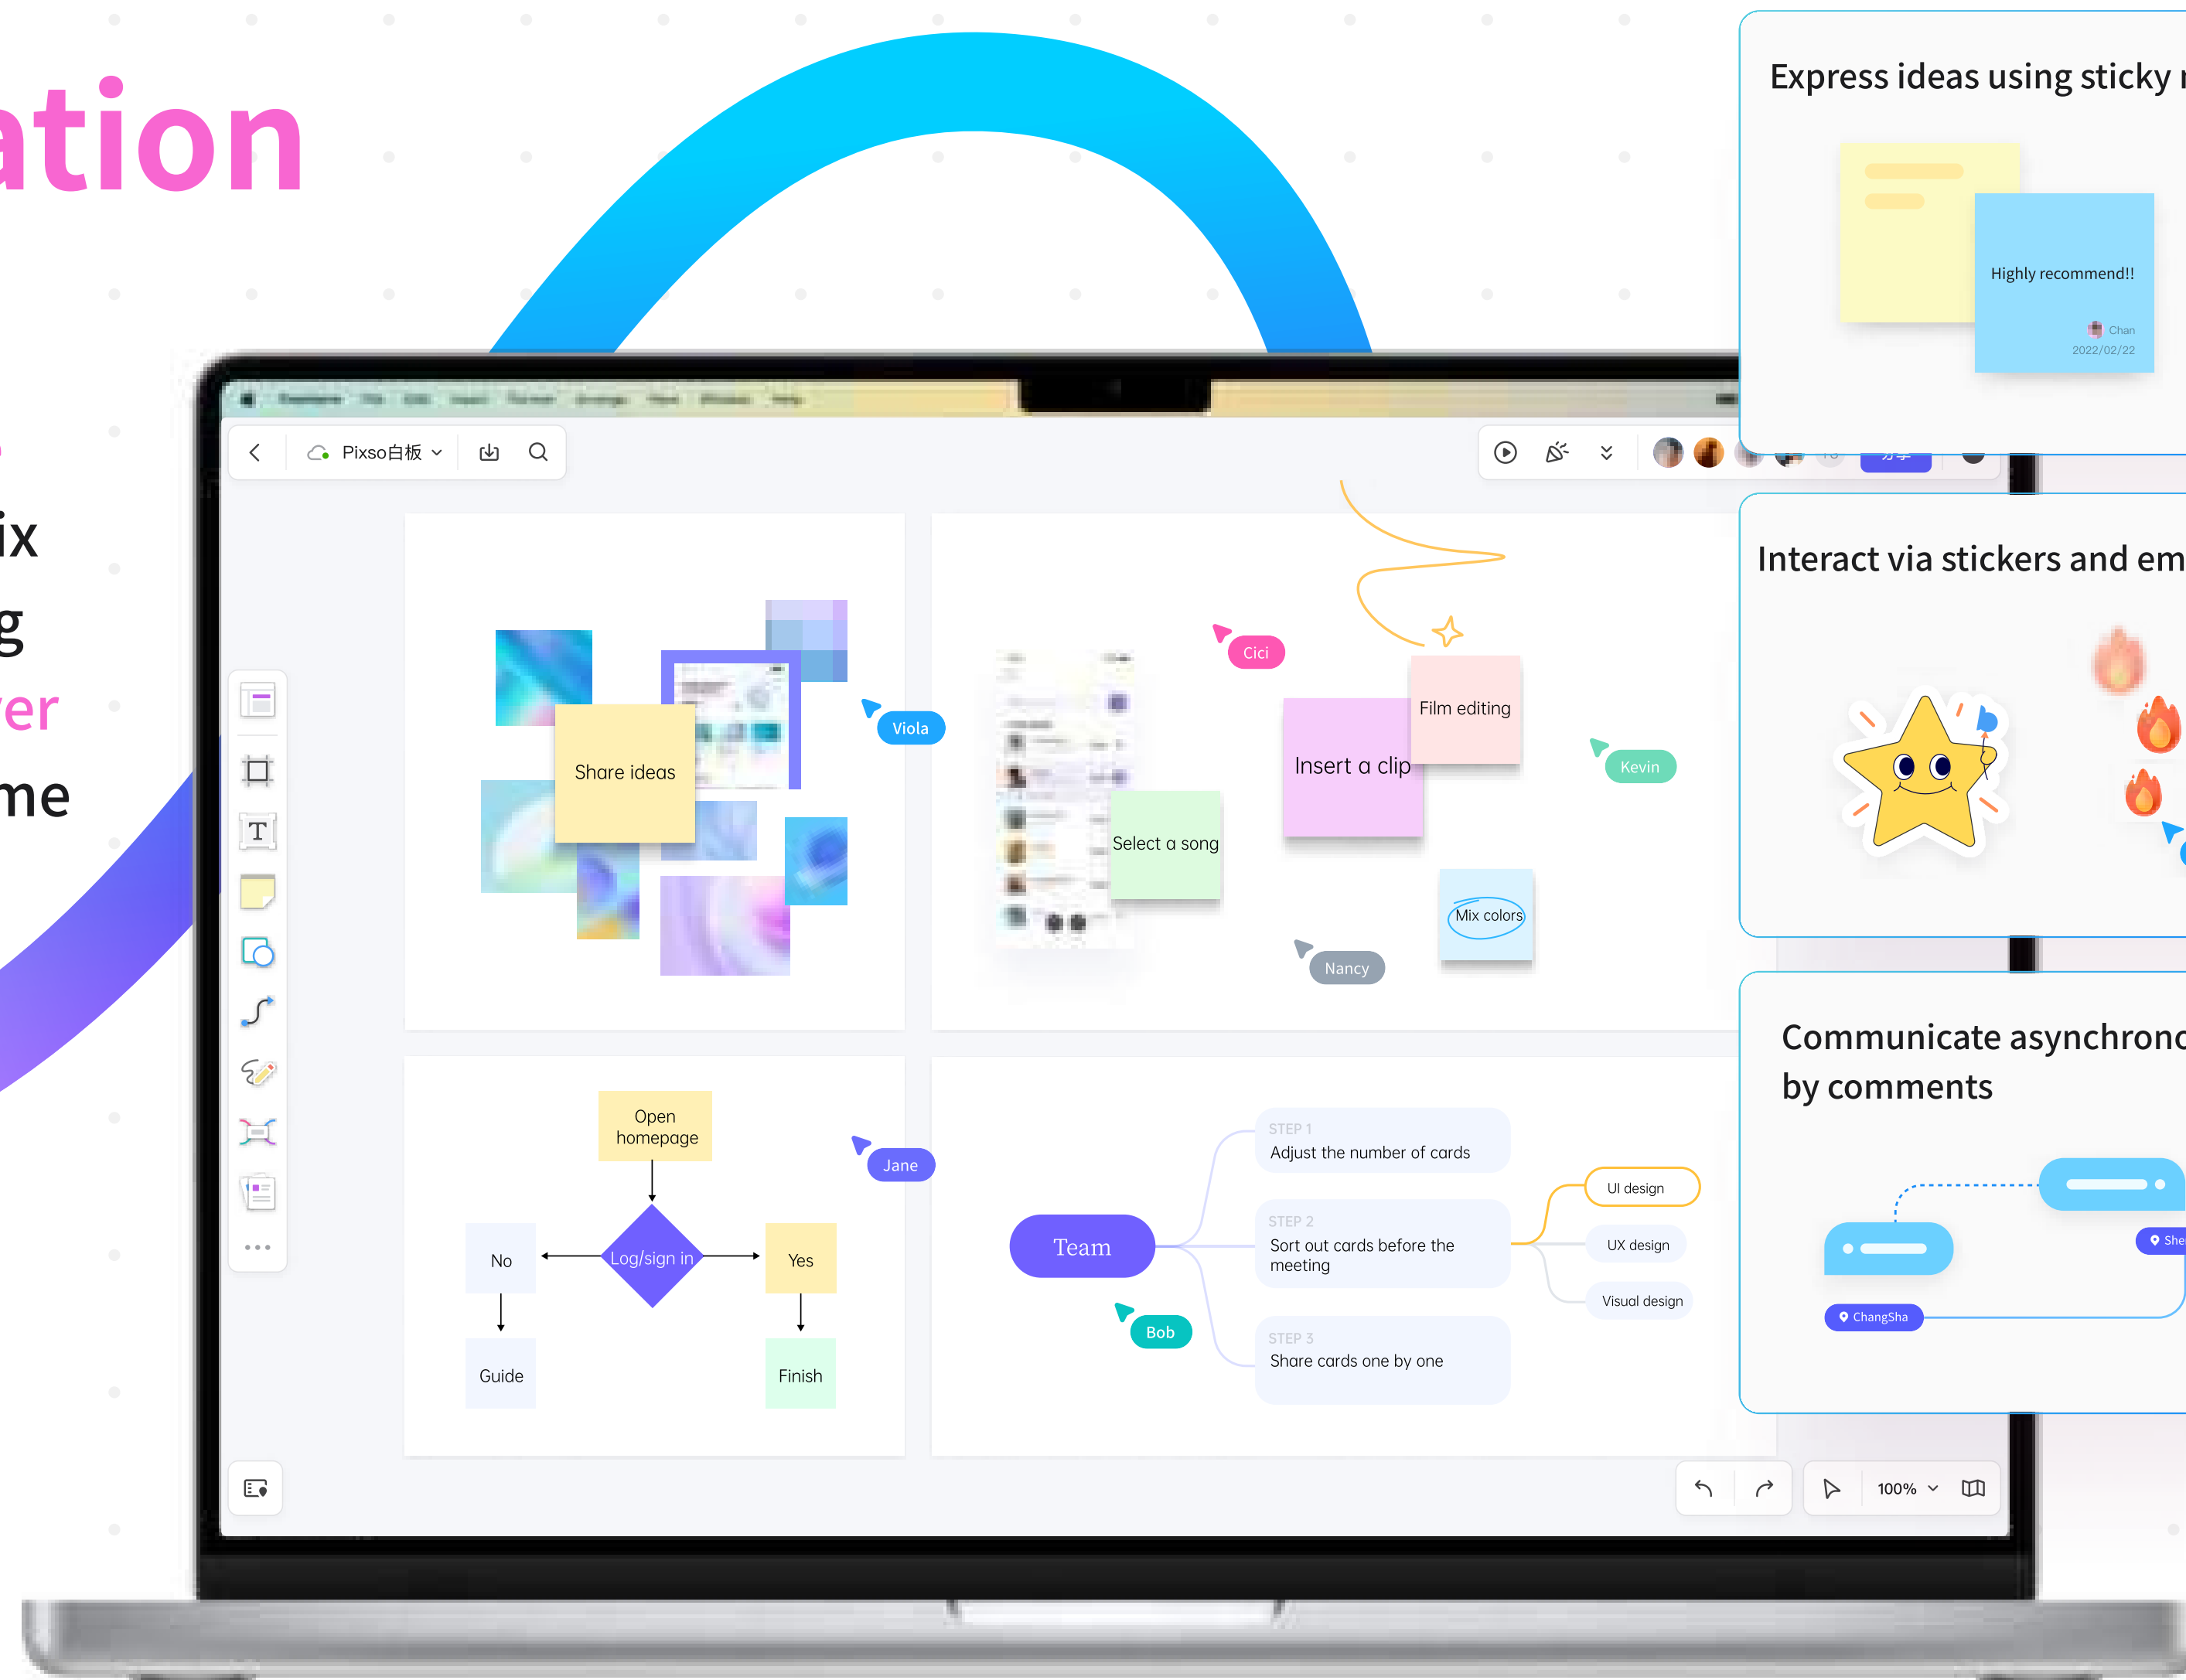 ation
ix
g
ver
me
Pixso白板
Share ideas
Viola
Cici
Film editing
Insert a clip
Kevin
Select a song
Mix colors
Nancy
Open
homepage
Jane
No
Log/sign in
Yes
Guide
Finish
Team
STEP 1
Adjust the number of cards
STEP 2
Sort out cards before the
meeting
STEP 3
Share cards one by one
UI design
UX design
Visual design
Bob
100%
Express ideas using sticky
Highly recommend!!
Chan
2022/02/22
Interact via stickers and em
Communicate asynchrono
by comments
She
ChangSha